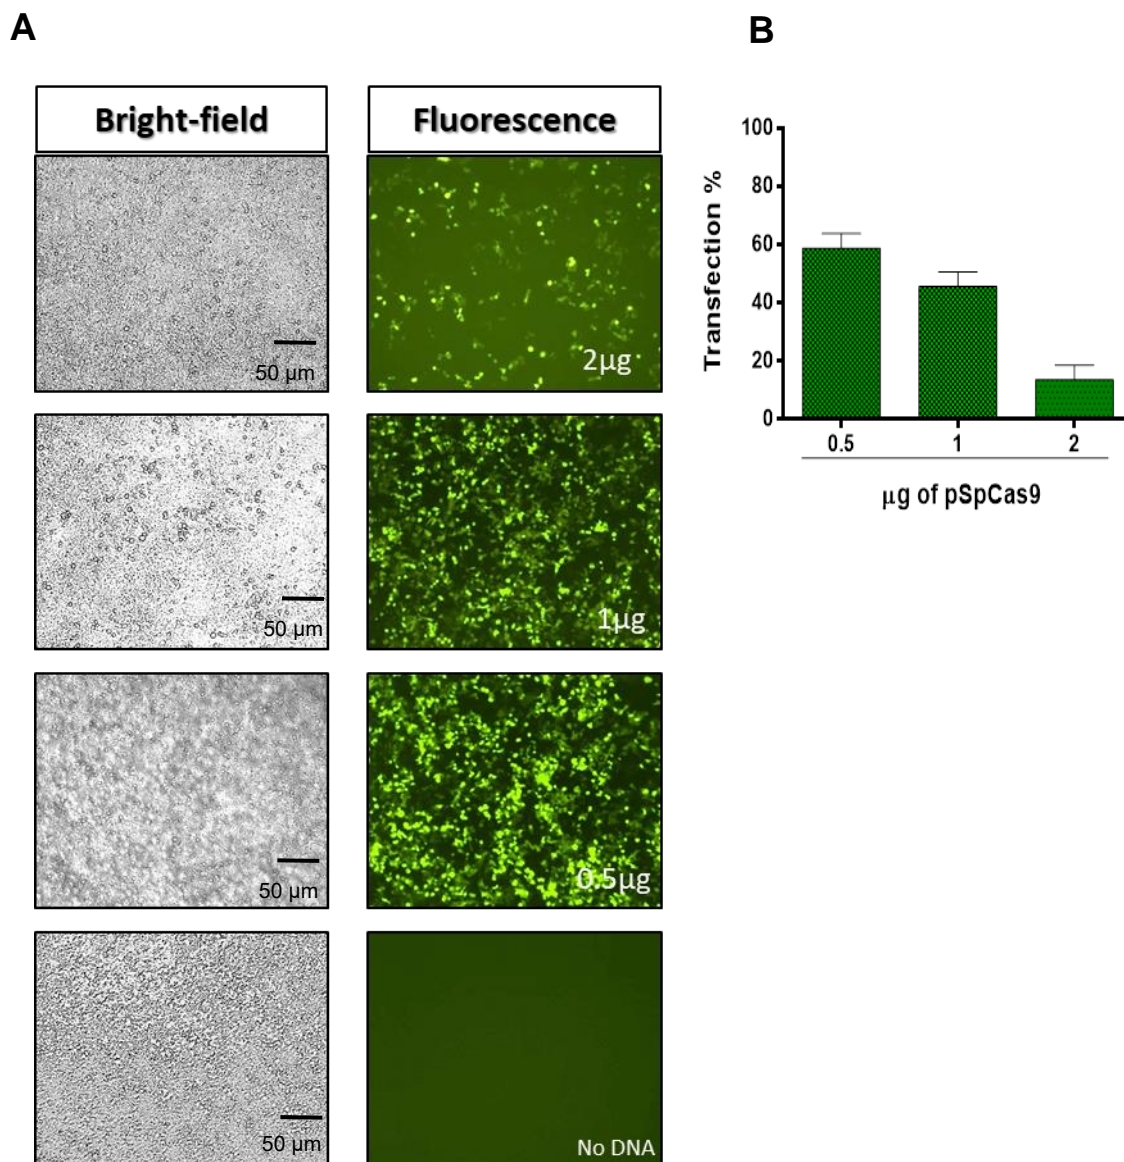 A
B
Bright-field
Fluorescence
50 µm
2µg
50 µm
1µg
50 µm
0.5µg
50 µm
No DNA
Transfection %
100
80
60
40
20
0
0.5 1 2
µg of pSpCas9